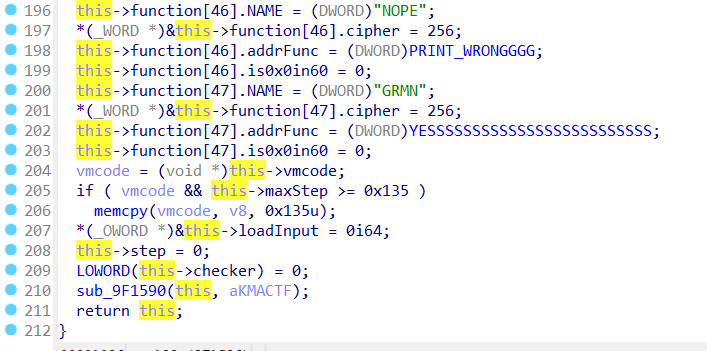 196 this->function[46].NAME = (DWORD)"NOPE";
197 *(_WORD *)&this->function[46].cipher = 256;
198 this->function[46].addrFunc = (DWORD)PRINT_WRONGGGG;
199 this->function[46].is0x0in60 = 0;
200 this->function[47].NAME = (DWORD)"GRMN";
201 *(_WORD *)&this->function[47].cipher = 256;
202 this->function[47].addrFunc = (DWORD)YESSSSSSSSSSSSSSSSSSSSSSSSS;
203 this->function[47].is0x0in60 = 0;
204 vmcode = (void *)this->vmcode;
205 if ( vmcode && this->maxStep >= 0x135 )
206 memcpy(vmcode, v8, 0x135u);
207 *(_OWORD *)&this->loadInput = 0i64;
208 this->step = 0;
209 LOWORD(this->checker) = 0;
210 sub_9F1590(this, aKMACTF);
211 return this;
212 }